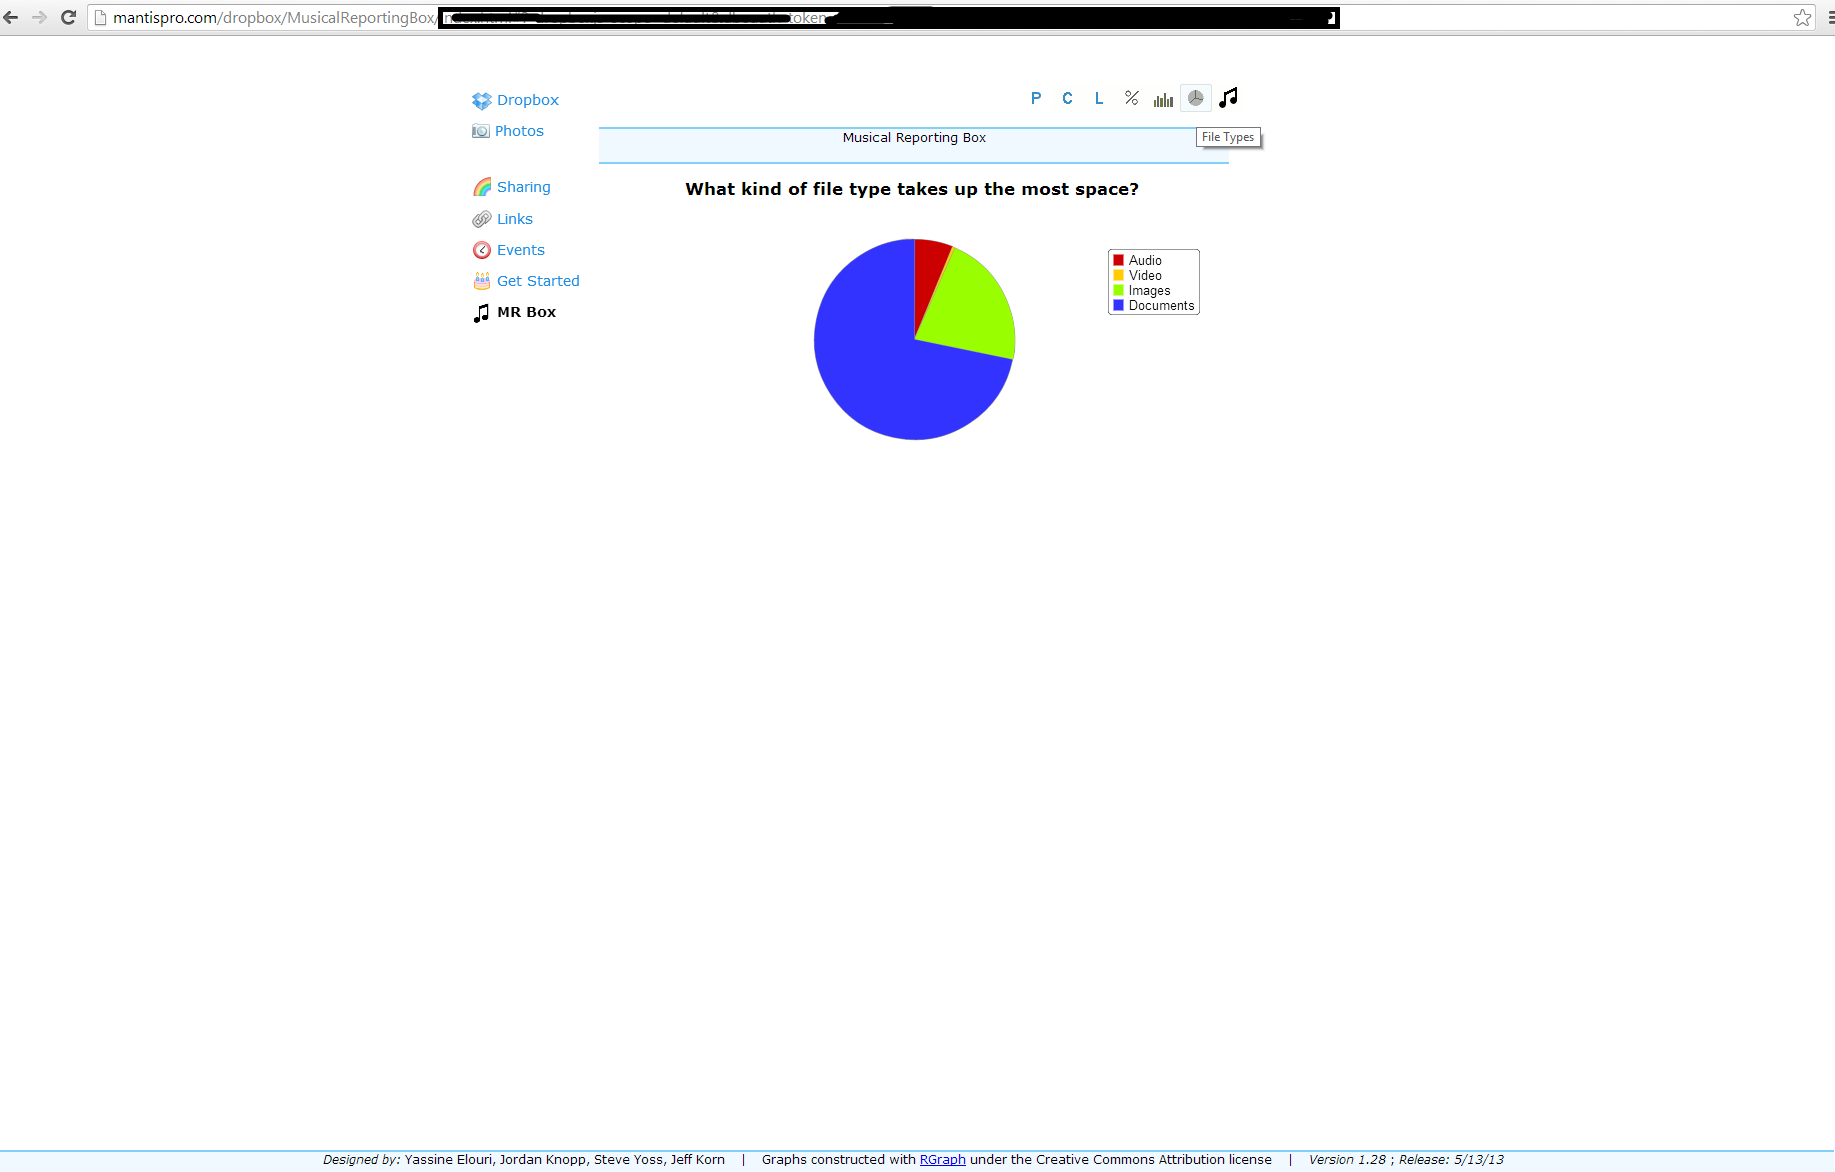 mantispro.com/dropbox/MusicalReportingBox/
token
Dropbox
Photos
Sharing
Links
Events
Get Started
MR Box
P C L %
Musical Reporting Box
File Types
What kind of file type takes up the most space?
Audio
Video
Images
Documents
Designed by: Yassine Elouri, Jordan Knopp, Steve Yoss, Jeff Korn | Graphs constructed with RGraph under the Creative Commons Attribution license | Version 1.28 ; Release: 5/13/13